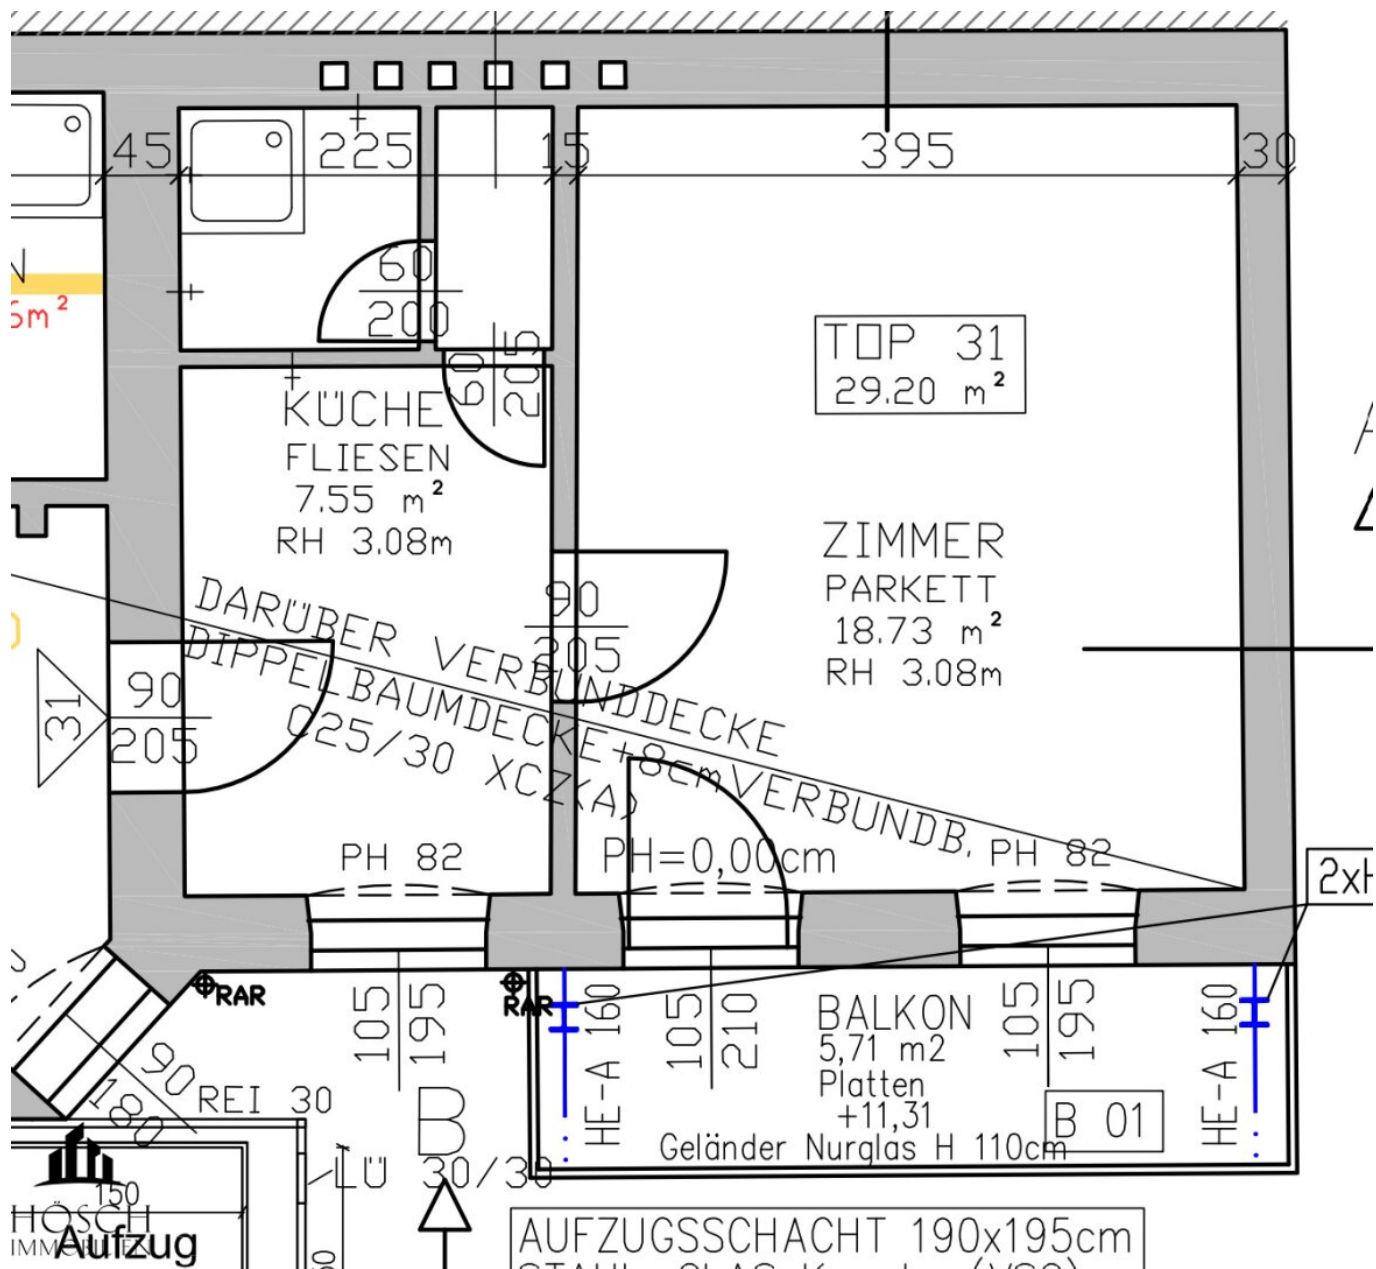 45
225
15
395
30
6m²
60
200
60
205
TOP 31
29.20 m²
KÜCHE
FLIESEN
7.55 m²
RH 3.08m
ZIMMER
PARKETT
18.73 m²
RH 3.08m
90
205
DARÜBER VERBUNDDECKE
DIPPELBAUMDECKE+8cmVERBUNDB.
C25/30 XCZ(A)
31
90
205
PH 82
PH=0,00cm
PH 82
2xH
RAR
RAR
105
195
HE-A 160
105
210
BALKON
5,71 m2
Platten
+11,31
Geländer Nurglas H 110cm
105
195
B 01
HE-A 160
90
180
REI 30
B
LÜ 30/30
150
HÖSCH
IMMOBILIEN
Aufzug
AUFZUGSSCHACHT 190x195cm